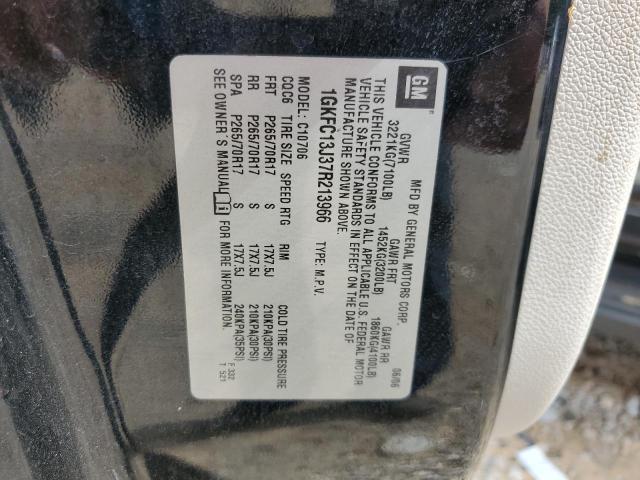 GM
MFD BY GENERAL MOTORS CORP. 06/06
GVWR GAWR FRT GAWR RR
3221KG(7100LB) 1452KG(3200LB) 1860KG(4100LB)
THIS VEHICLE CONFORMS TO ALL APPLICABLE U.S. FEDERAL MOTOR
VEHICLE SAFETY STANDARDS IN EFFECT ON THE DATE OF
MANUFACTURE SHOWN ABOVE.
1GKFC13J37R213966 TYPE: M.P.V.
MODEL: C10706
CQC6 TIRE SIZE SPEED RTG RIM COLD TIRE PRESSURE
FRT P265/70R17 S 17X7.5J 210KPA(30PSI)
RR P265/70R17 S 17X7.5J 210KPA(30PSI)
SPA P265/70R17 S 17X7.5J 240KPA(35PSI)
SEE OWNER S MANUAL FOR MORE INFORMATION.
F 332
T 521